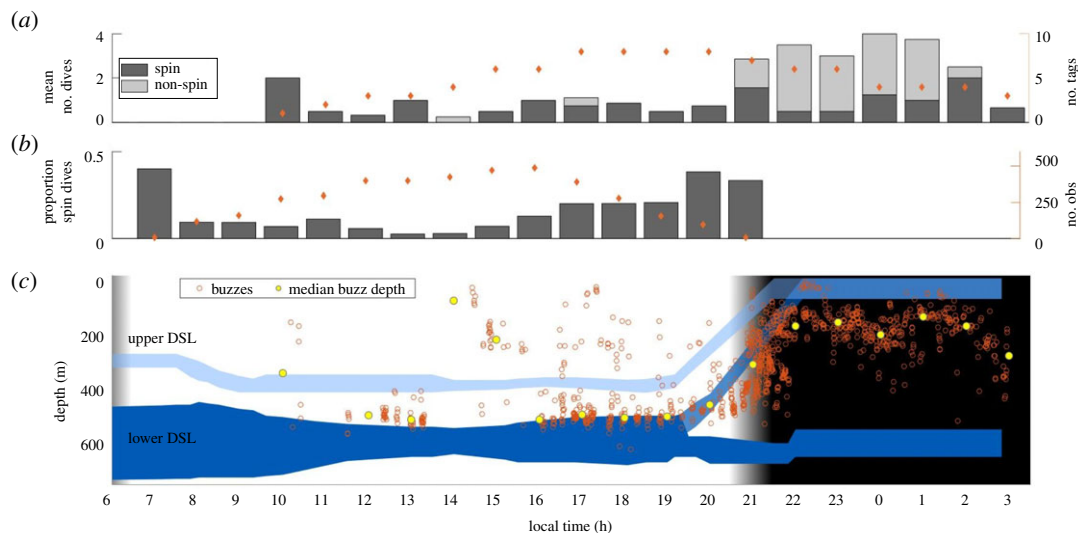 (a)
4
2
0
mean
no. dives
spin
non-spin
10
5
0
no. tags
(b)
0.5
0
proportion
spin dives
500
250
0
no. obs
(c)
0
200
400
600
depth (m)
buzzes
median buzz depth
upper DSL
lower DSL
6 7 8 9 10 11 12 13 14 15 16 17 18 19 20 21 22 23 0 1 2 3
local time (h)